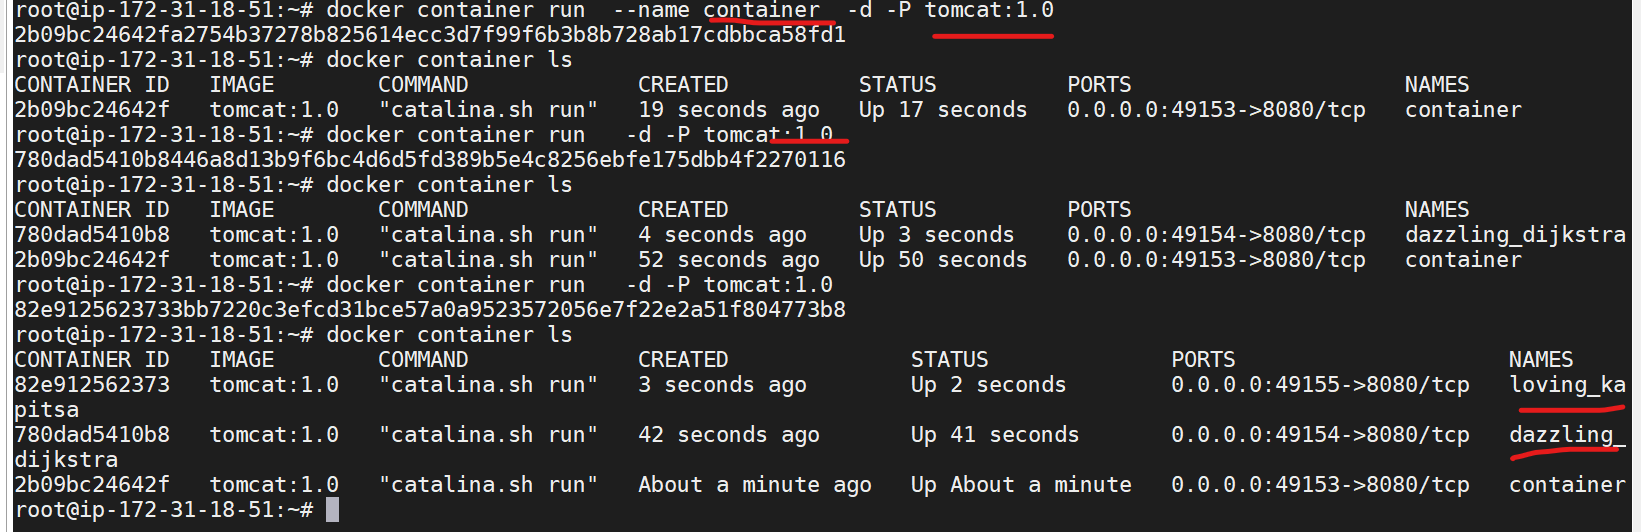 root@ip-172-31-18-51:~# docker container run  --name container  -d -P tomcat:1.0
2b09bc24642fa2754b37278b825614ecc3d7f99f6b3b8b728ab17cdbbca58fd1
root@ip-172-31-18-51:~# docker container ls
CONTAINER ID   IMAGE        COMMAND             CREATED          STATUS          PORTS                     NAMES
2b09bc24642f   tomcat:1.0   "catalina.sh run"   19 seconds ago   Up 17 seconds   0.0.0.0:49153->8080/tcp   container
root@ip-172-31-18-51:~# docker container run   -d -P tomcat:1.0
780dad5410b8446a8d13b9f6bc4d6d5fd389b5e4c8256ebfe175dbb4f2270116
root@ip-172-31-18-51:~# docker container ls
CONTAINER ID   IMAGE        COMMAND             CREATED          STATUS          PORTS                     NAMES
780dad5410b8   tomcat:1.0   "catalina.sh run"   4 seconds ago    Up 3 seconds    0.0.0.0:49154->8080/tcp   dazzling_dijkstra
2b09bc24642f   tomcat:1.0   "catalina.sh run"   52 seconds ago   Up 50 seconds   0.0.0.0:49153->8080/tcp   container
root@ip-172-31-18-51:~# docker container run   -d -P tomcat:1.0
82e9125623733bb7220c3efcd31bce57a0a9523572056e7f22e2a51f804773b8
root@ip-172-31-18-51:~# docker container ls
CONTAINER ID   IMAGE        COMMAND             CREATED              STATUS              PORTS                     NAMES
82e912562373   tomcat:1.0   "catalina.sh run"   3 seconds ago        Up 2 seconds        0.0.0.0:49155->8080/tcp   loving_ka
pitsa
780dad5410b8   tomcat:1.0   "catalina.sh run"   42 seconds ago       Up 41 seconds       0.0.0.0:49154->8080/tcp   dazzling_
dijkstra
2b09bc24642f   tomcat:1.0   "catalina.sh run"   About a minute ago   Up About a minute   0.0.0.0:49153->8080/tcp   container
root@ip-172-31-18-51:~#